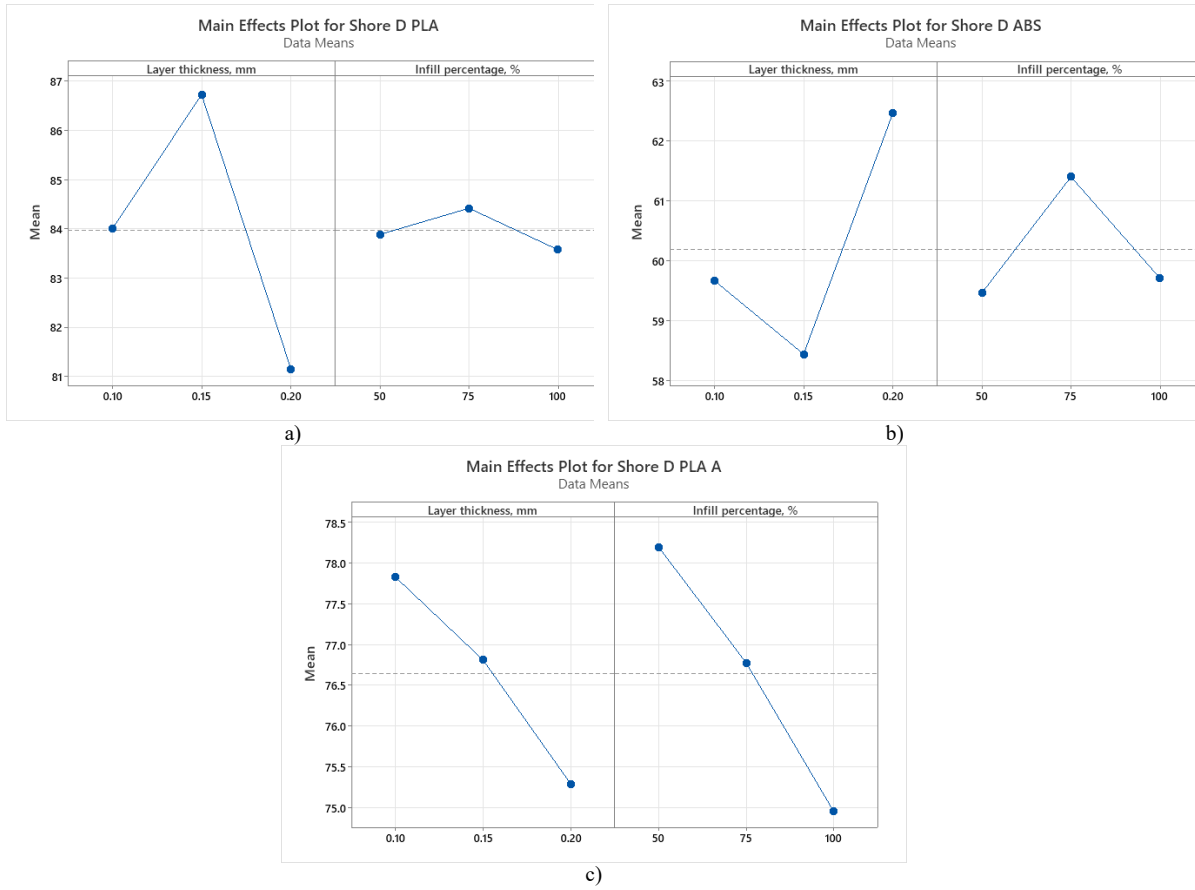 Main Effects Plot for Shore D PLA
Data Means
Layer thickness, mm Infill percentage, %
Mean
87
86
85
84
83
82
81
0.10 0.15 0.20 50 75 100
a)
Main Effects Plot for Shore D ABS
Data Means
Layer thickness, mm Infill percentage, %
Mean
63
62
61
60
59
58
0.10 0.15 0.20 50 75 100
b)
Main Effects Plot for Shore D PLA A
Data Means
Layer thickness, mm Infill percentage, %
Mean
78.5
78.0
77.5
77.0
76.5
76.0
75.5
75.0
0.10 0.15 0.20 50 75 100
c)